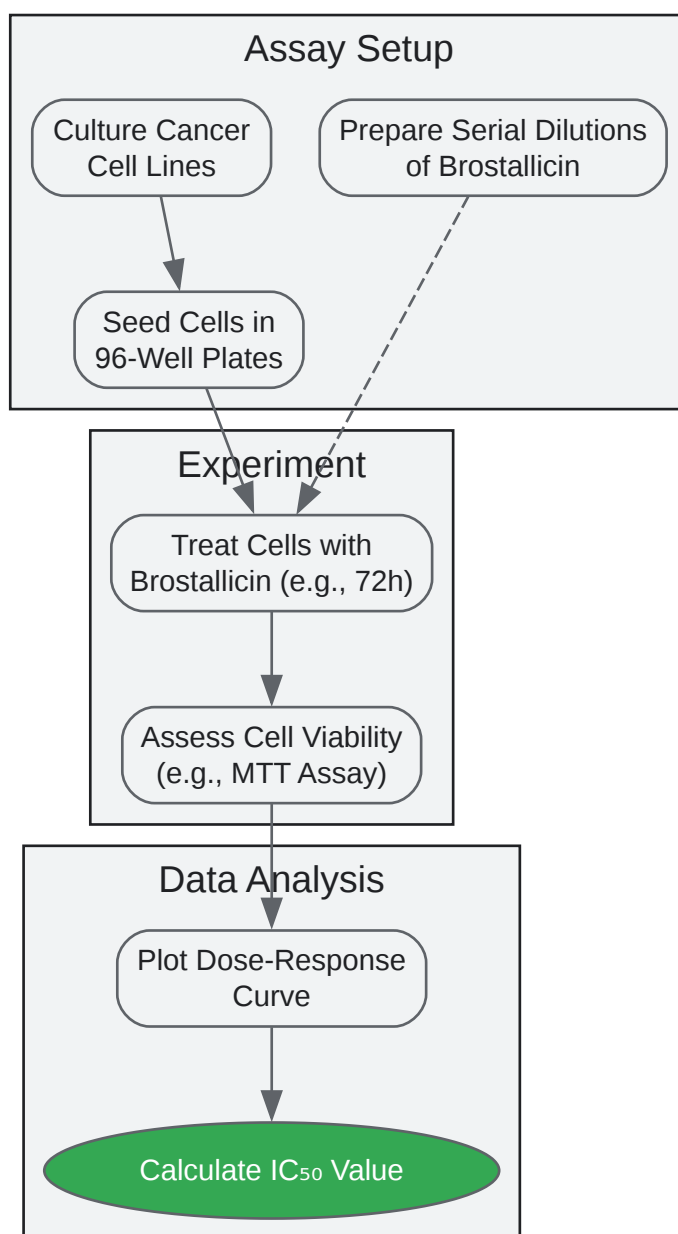 Assay Setup
Culture Cancer
Cell Lines
Prepare Serial Dilutions
of Brostallicin
Seed Cells in
96-Well Plates
Experiment
Treat Cells with
Brostallicin (e.g., 72h)
Assess Cell Viability
(e.g., MTT Assay)
Data Analysis
Plot Dose-Response
Curve
Calculate IC₅₀ Value